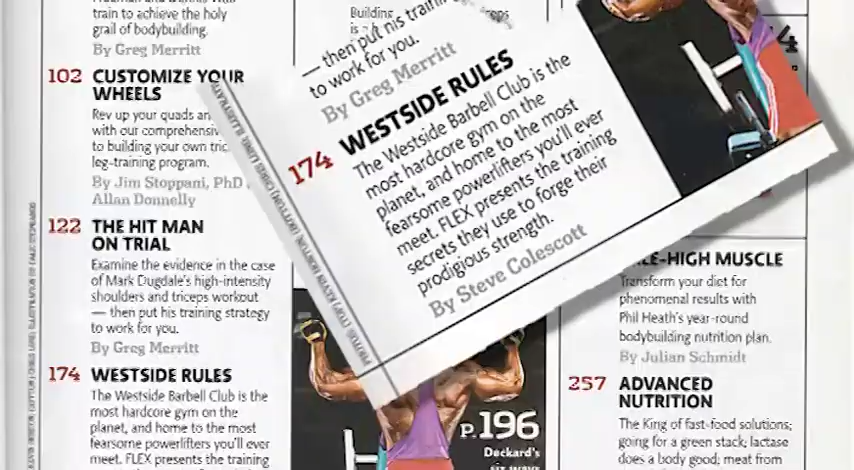 train to achieve the holy
grail of bodybuilding.
By Greg Merritt
102 CUSTOMIZE YOUR
WHEELS
Rev up your quads
with our
to building your own
leg-training program.
By Jim Stoppani, PhD
Allan Donnelly
122 THE HIT MAN
ON TRIAL
Examine the evidence in the case
of Mark Dugdale's high-intensity
shoulders and triceps workout
— then put his training strategy
to work for you.
By Greg Merritt
174 WESTSIDE RULES
The Westside Barbell Club is the
most hardcore gym on the
planet, and home to the most
fearsome powerlifters you'll ever
meet. FLEX presents the training
Building
— then put his
to work for you.
By Greg Merritt
174 WESTSIDE RULES
The Westside Barbell Club is the
most hardcore gym on the
planet, and home to the most
fearsome powerlifters you'll ever
meet. FLEX presents the training
secrets they use to forge their
prodigious strength.
By Steve Colescott
P.196
Deckard's
-HIGH MUSCLE
Transform your diet for
phenomenal results with
Phil Heath's year-round
bodybuilding nutrition plan.
By Julian Schmidt
257 ADVANCED
NUTRITION
The King of fast-food solutions;
going for a green stack; lactase
does a body good; meat from